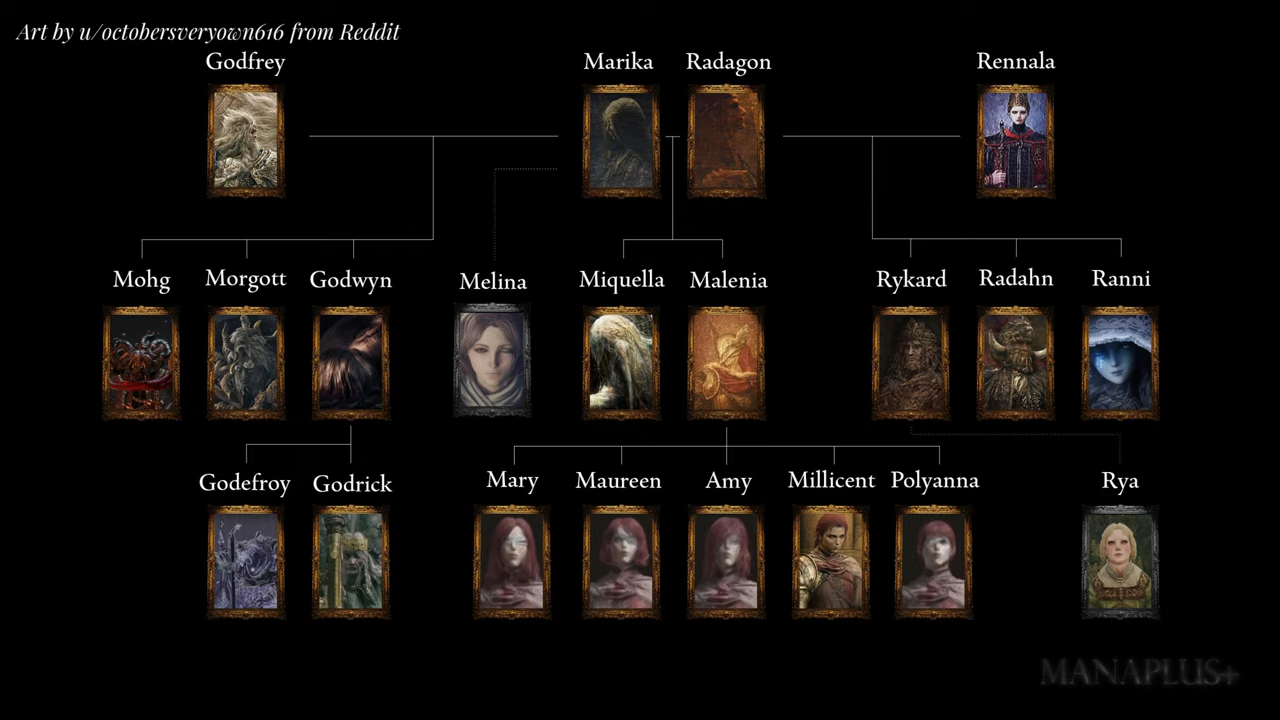 Art by u/octobersveryown616 from Reddit
Godfrey
Marika
Radagon
Rennala
Mohg
Morgott
Godwyn
Melina
Miquella
Malenia
Rykard
Radahn
Ranni
Godefroy
Godrick
Mary
Maureen
Amy
Millicent
Polyanna
Rya
MANAPLUS+